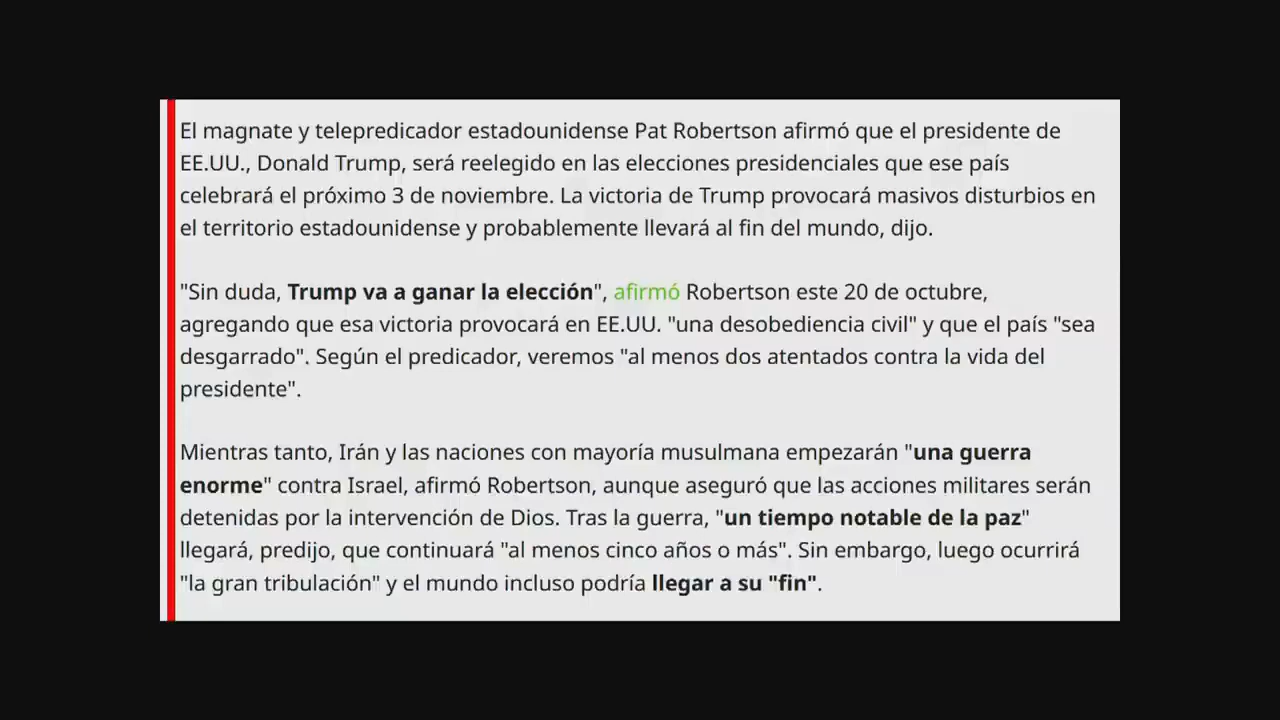 El magnate y telepredicador estadounidense Pat Robertson afirmó que el presidente de
EE.UU., Donald Trump, será reelegido en las elecciones presidenciales que ese país
celebrará el próximo 3 de noviembre. La victoria de Trump provocará masivos disturbios en
el territorio estadounidense y probablemente llevará al fin del mundo, dijo.
"Sin duda, Trump va a ganar la elección", afirmó Robertson este 20 de octubre,
agregando que esa victoria provocará en EE.UU. "una desobediencia civil" y que el país "sea
desgarrado". Según el predicador, veremos "al menos dos atentados contra la vida del
presidente".
Mientras tanto, Irán y las naciones con mayoría musulmana empezarán "una guerra
enorme" contra Israel, afirmó Robertson, aunque aseguró que las acciones militares serán
detenidas por la intervención de Dios. Tras la guerra, "un tiempo notable de la paz"
llegará, predijo, que continuará "al menos cinco años o más". Sin embargo, luego ocurrirá
"la gran tribulación" y el mundo incluso podría llegar a su "fin".